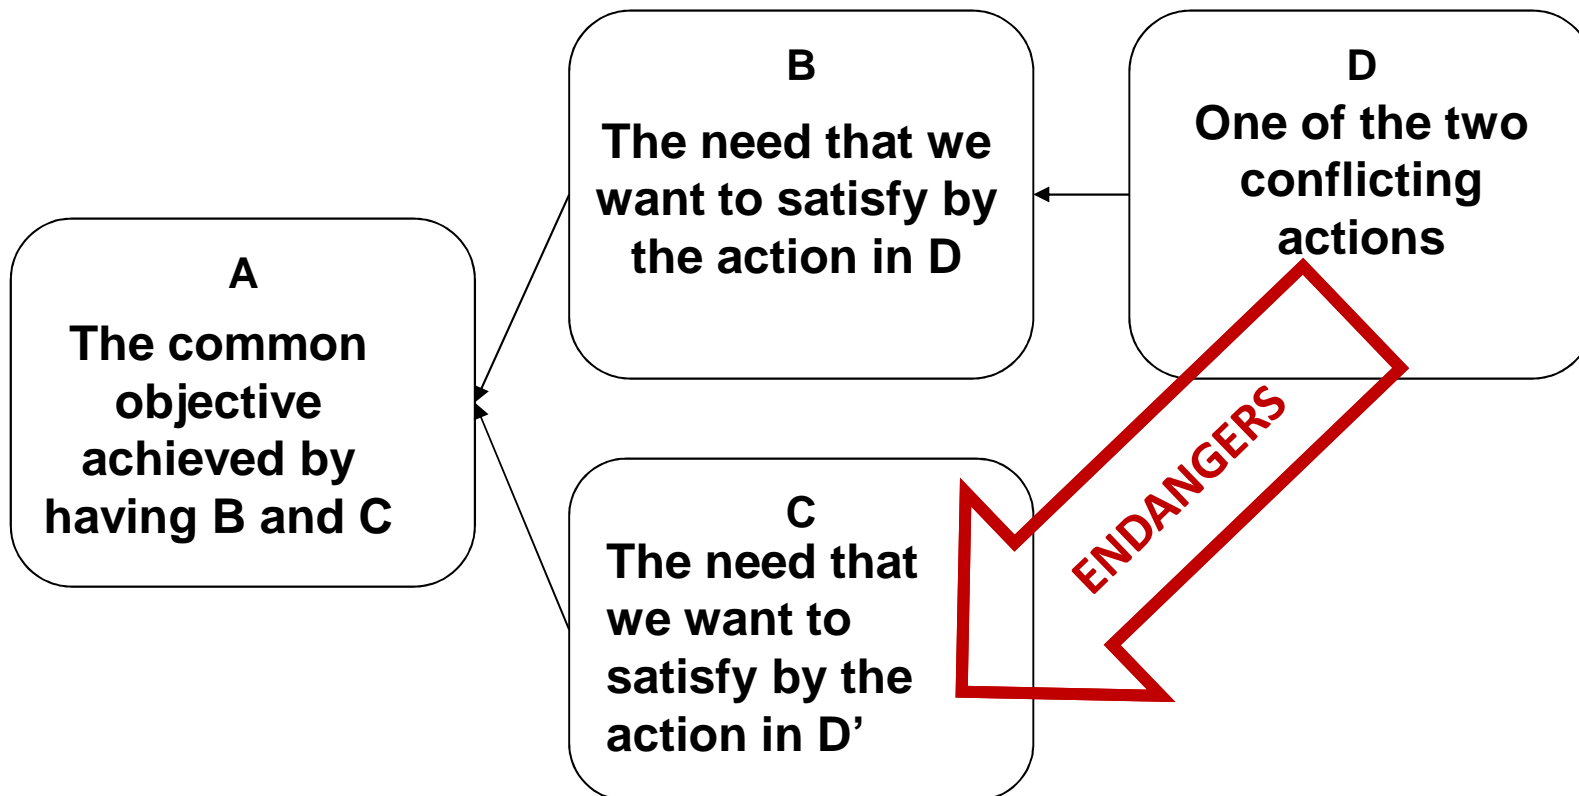 A
The common
objective
achieved by
having B and C
B
The need that we
want to satisfy by
the action in D
C
The need that
we want to
satisfy by the
action in D’
D
One of the two
conflicting
actions
ENDANGERS